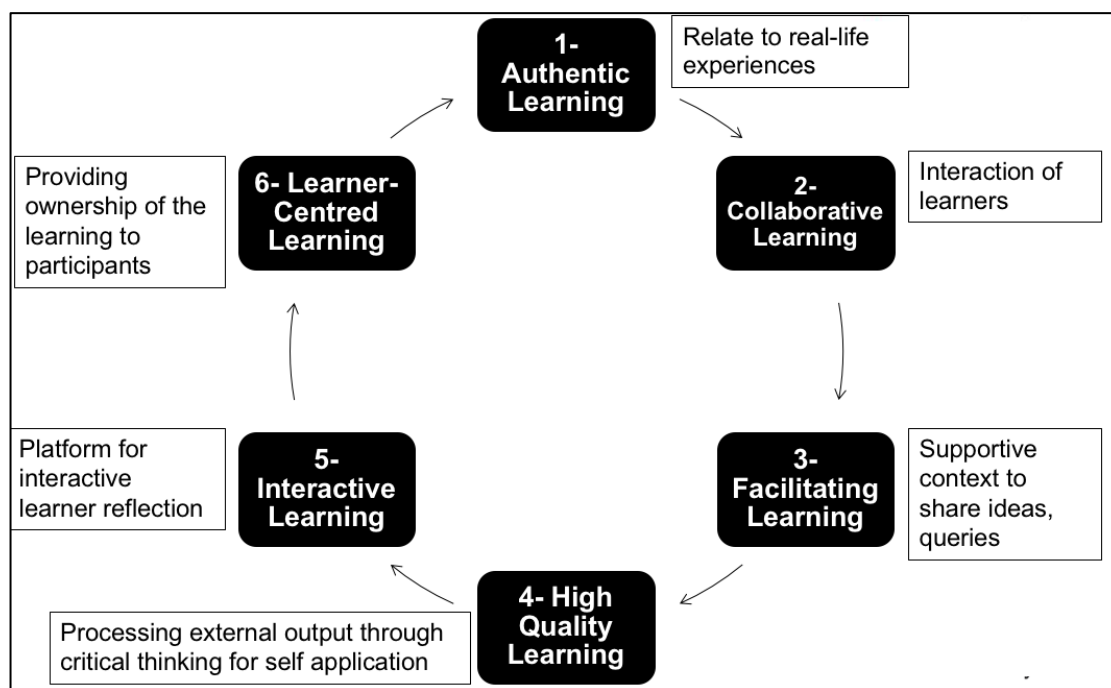 1-
Authentic
Learning
Relate to real-life
experiences
2-
Collaborative
Learning
Interaction of
learners
3-
Facilitating
Learning
Supportive
context to
share ideas,
queries
4- High
Quality
Learning
Processing external output through
critical thinking for self application
5-
Interactive
Learning
Platform for
interactive
learner reflection
6- Learner-
Centred
Learning
Providing
ownership of the
learning to
participants